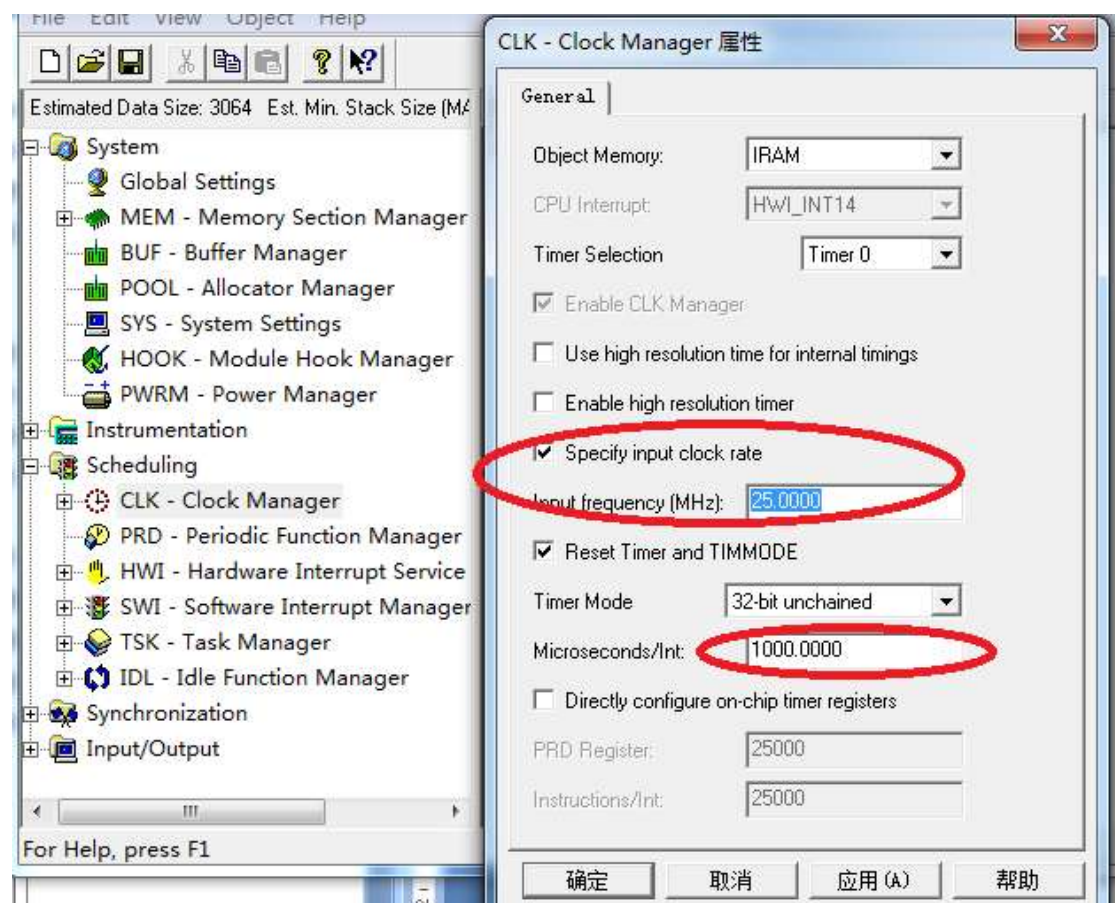 File Edit View Object Help
Estimated Data Size: 3064 Est. Min. Stack Size (MA
System
Global Settings
MEM - Memory Section Manager
BUF - Buffer Manager
POOL - Allocator Manager
SYS - System Settings
HOOK - Module Hook Manager
PWRM - Power Manager
Instrumentation
Scheduling
CLK - Clock Manager
PRD - Periodic Function Manager
HWI - Hardware Interrupt Service
SWI - Software Interrupt Manager
TSK - Task Manager
IDL - Idle Function Manager
Synchronization
Input/Output
For Help, press F1
CLK - Clock Manager 属性
General
Object Memory: IRAM
CPU Interrupt: HWI_INT14
Timer Selection Timer 0
Enable CLK Manager
Use high resolution time for internal timings
Enable high resolution timer
Specify input clock rate
Input frequency (MHz): 25.0000
Reset Timer and TIMMODE
Timer Mode 32-bit unchained
Microseconds/Int: 1000.0000
Directly configure on-chip timer registers
PRD Register: 25000
Instructions/Int: 25000
确定 取消 应用(A) 帮助